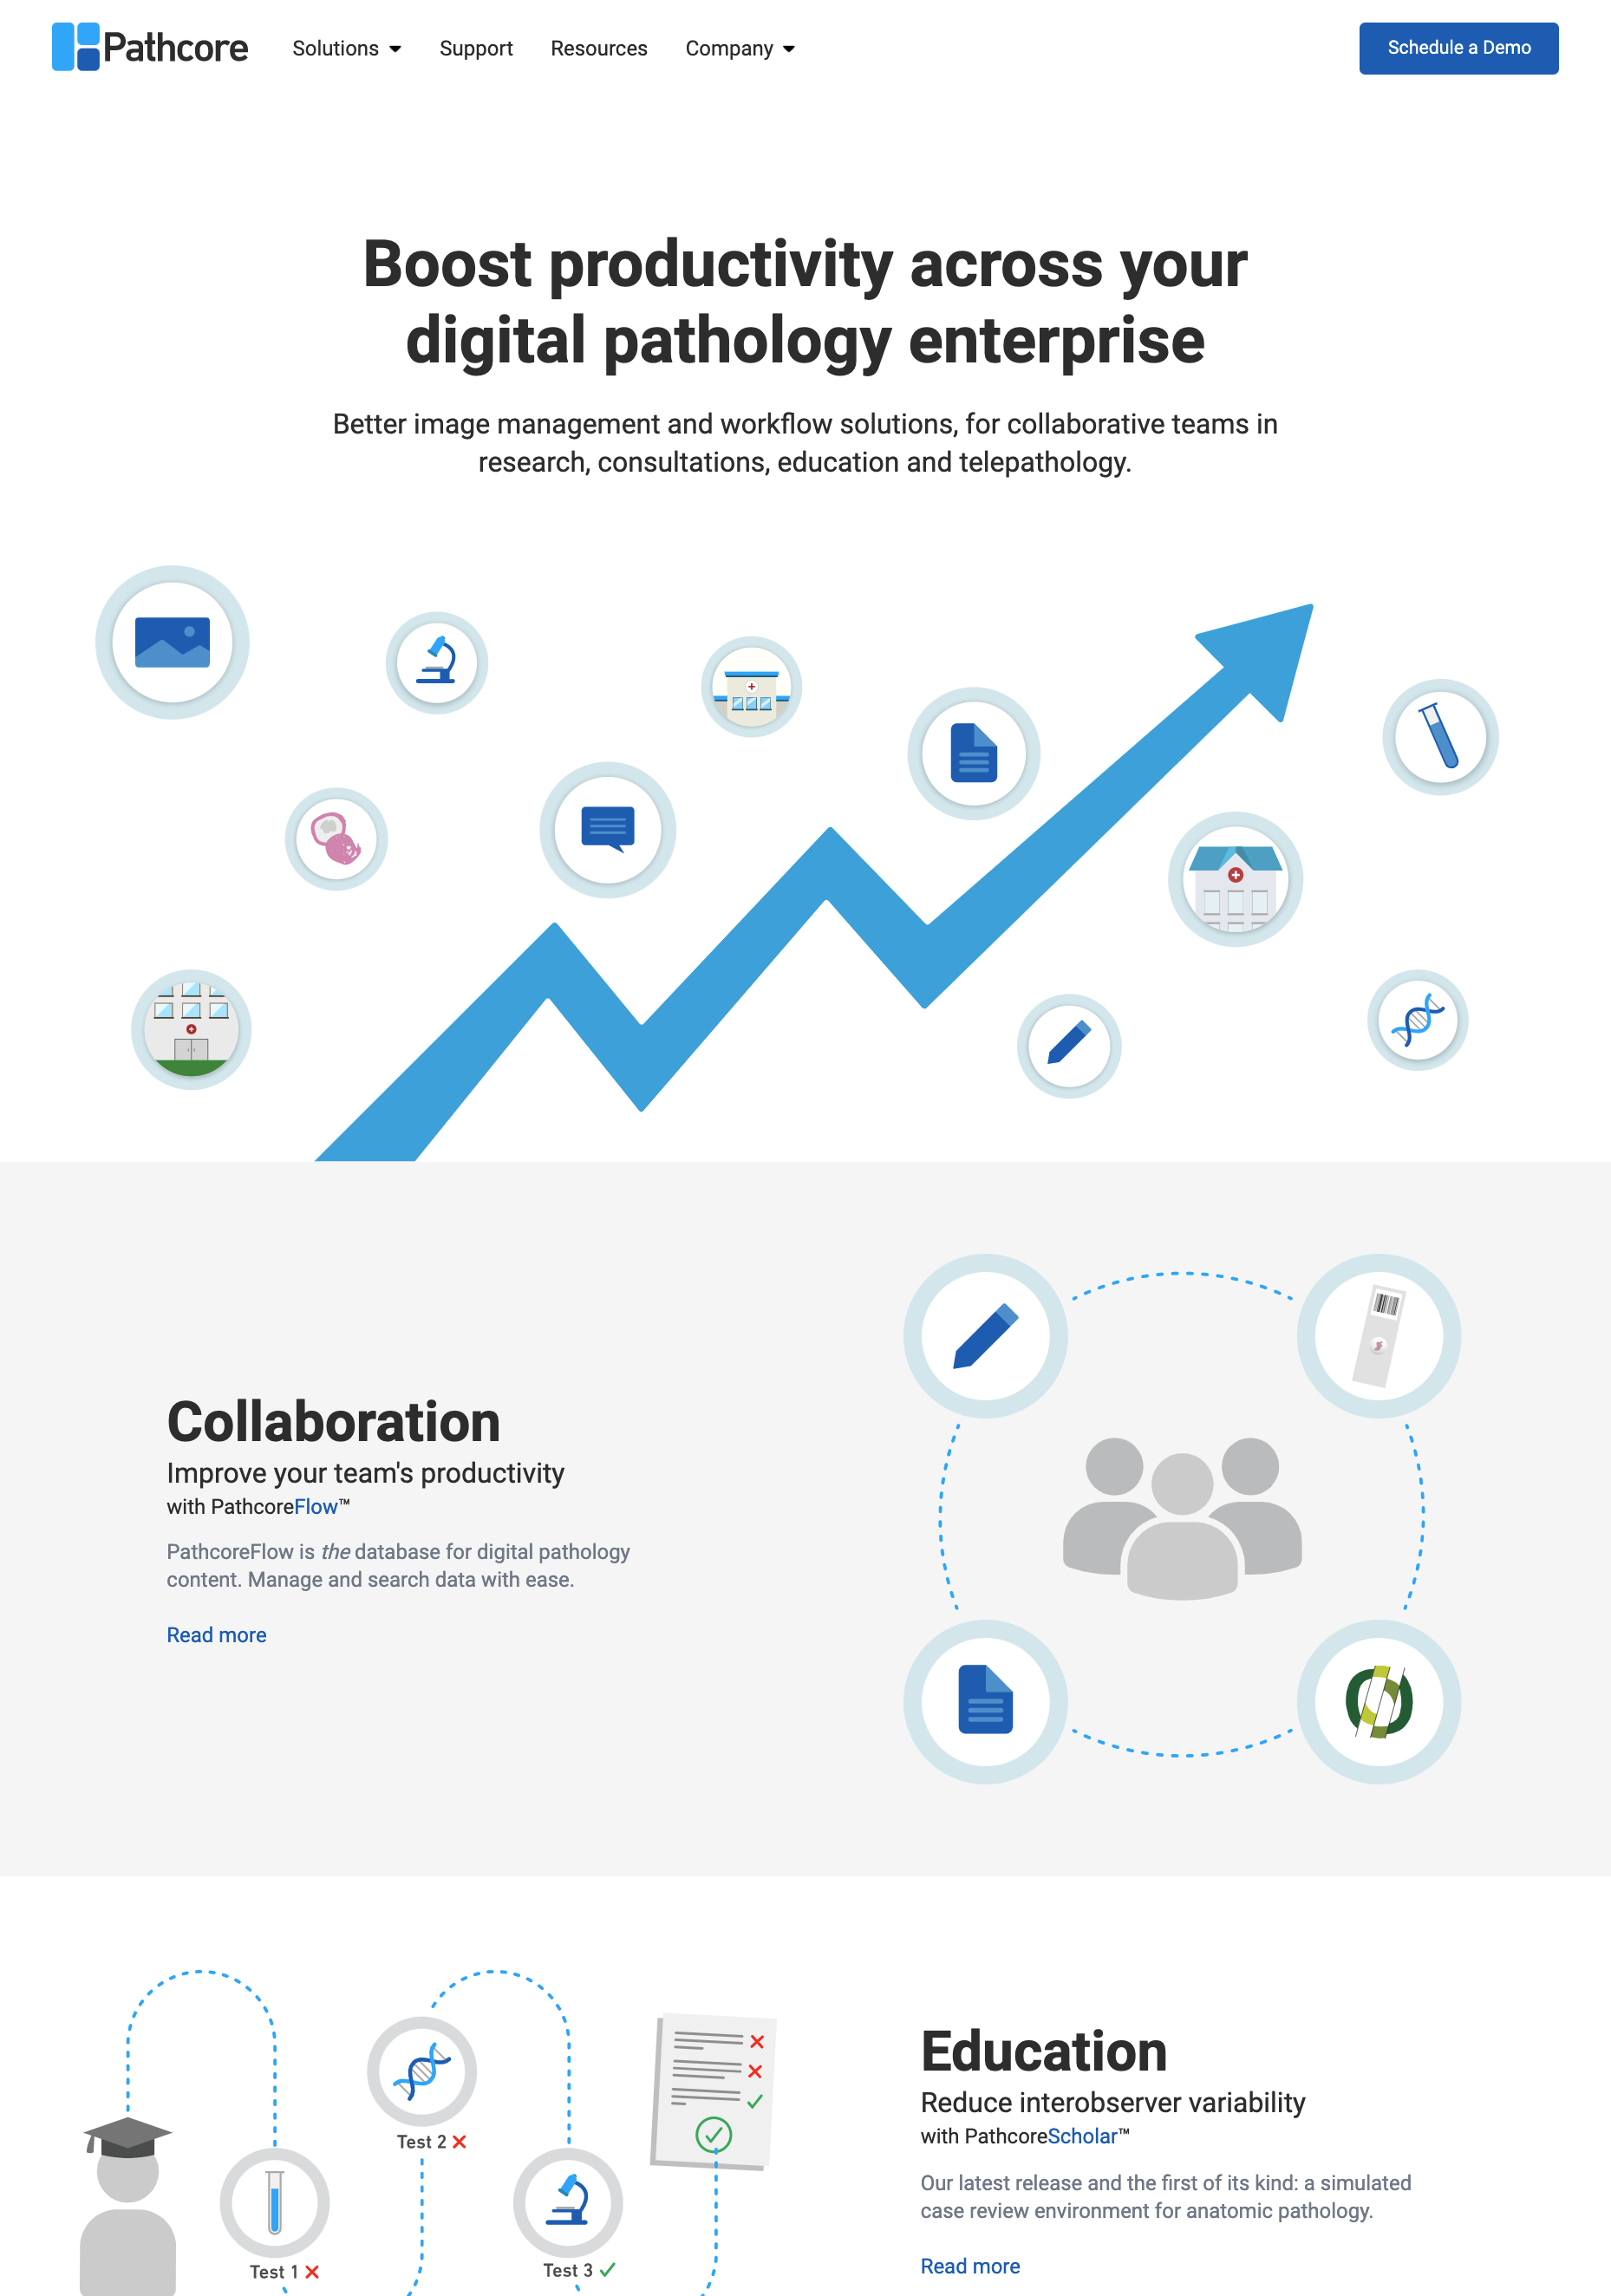 Pathcore
Solutions
Support
Resources
Company
Schedule a Demo
Boost productivity across your
digital pathology enterprise
Better image management and workflow solutions, for collaborative teams in
research, consultations, education and telepathology.
Collaboration
Improve your team's productivity
with PathcoreFlow™
PathcoreFlow is the database for digital pathology
content. Manage and search data with ease.
Read more
Test 2
Test 1
Test 3
Education
Reduce interobserver variability
with PathcoreScholar™
Our latest release and the first of its kind: a simulated
case review environment for anatomic pathology.
Read more